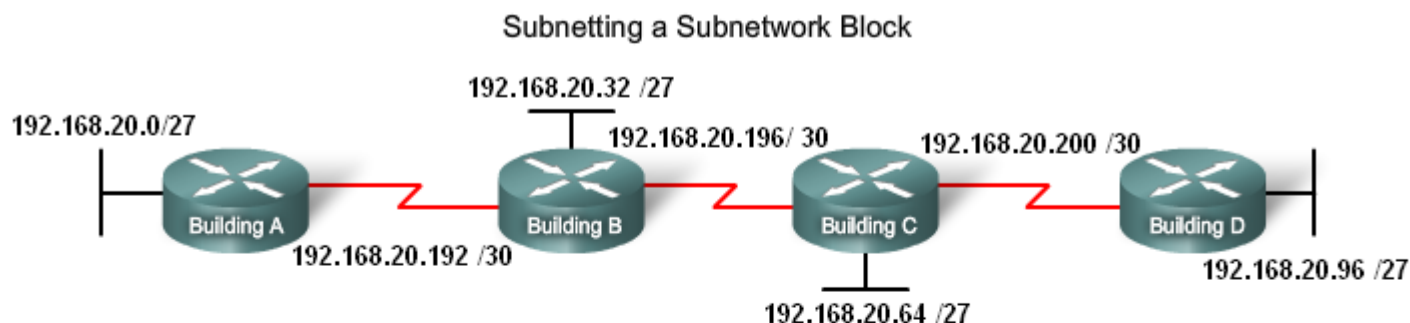 Subnetting a Subnetwork Block
192.168.20.32 /27
192.168.20.0/27
192.168.20.196/ 30
192.168.20.200 /30
Building A
Building B
Building C
Building D
192.168.20.192 /30
192.168.20.96 /27
192.168.20.64 /27